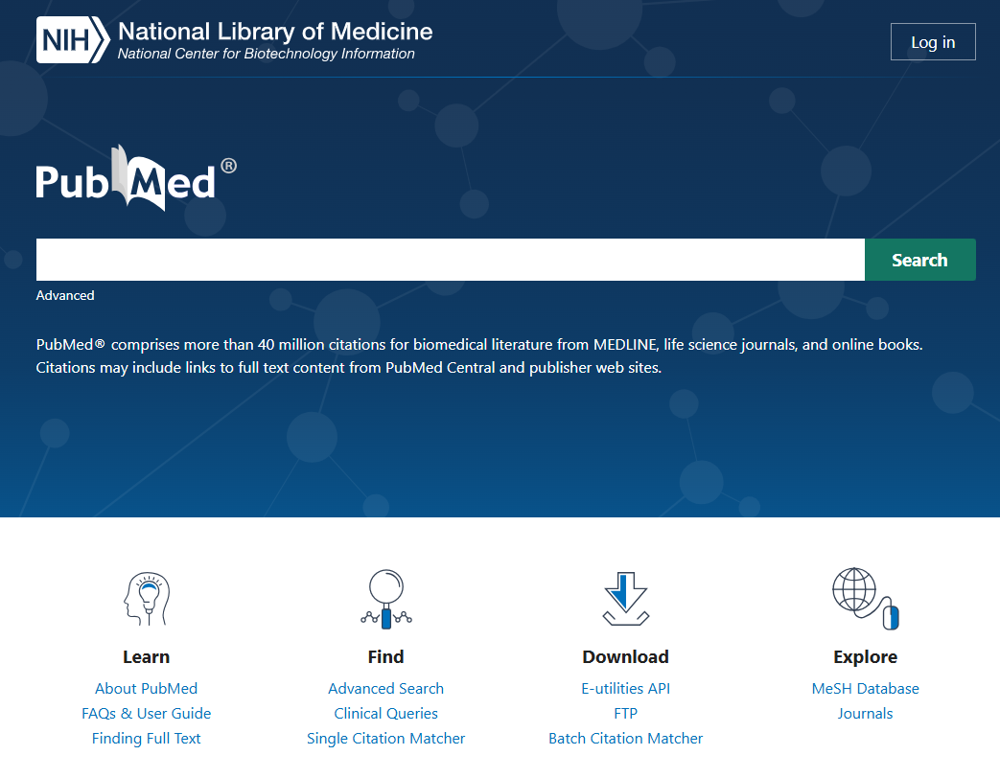 NIH National Library of Medicine
National Center for Biotechnology Information
Log in
PubMed®
Search
Advanced
PubMed® comprises more than 40 million citations for biomedical literature from MEDLINE, life science journals, and online books.
Citations may include links to full text content from PubMed Central and publisher web sites.
Learn
About PubMed
FAQs & User Guide
Finding Full Text
Find
Advanced Search
Clinical Queries
Single Citation Matcher
Download
E-utilities API
FTP
Batch Citation Matcher
Explore
MeSH Database
Journals